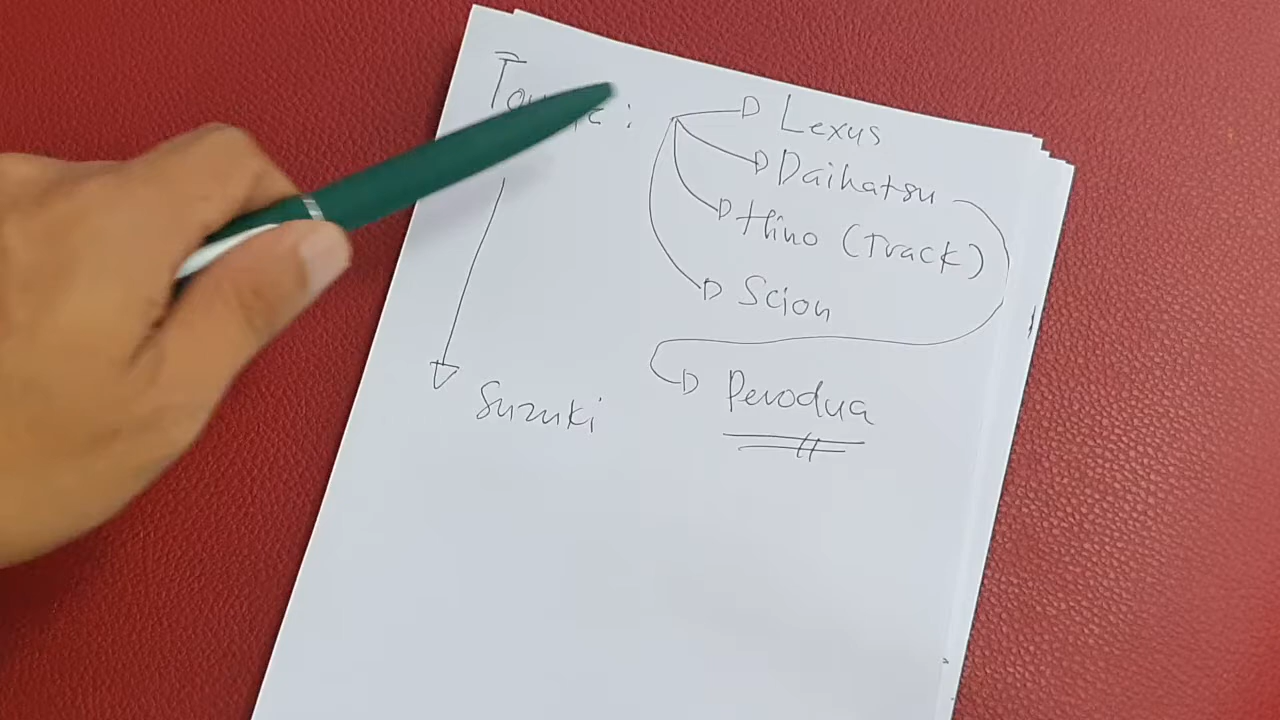 Lexus
Daihatsu
Hino (Track)
Scion
Suzuki
Perodua